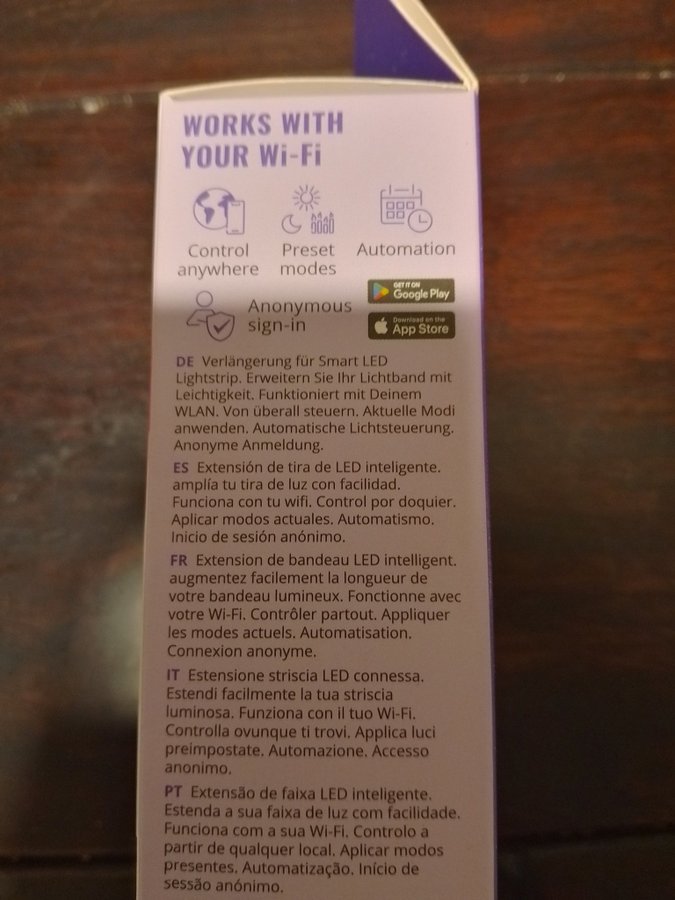 WORKS WITH
YOUR Wi-Fi
Control
anywhere
Preset
modes
Automation
Anonymous
sign-in
GET IT ON
Google Play
Download on the
App Store
DE Verlängerung für Smart LED
Lightstrip. Erweitern Sie Ihr Lichtband mit
Leichtigkeit. Funktioniert mit Deinem
WLAN. Von überall steuern. Aktuelle Modi
anwenden. Automatische Lichtsteuerung.
Anonyme Anmeldung.
ES Extensión de tira de LED inteligente.
amplía tu tira de luz con facilidad.
Funciona con tu wifi. Control por doquier.
Aplicar modos actuales. Automatismo.
Inicio de sesión anónimo.
FR Extension de bandeau LED intelligent.
augmentez facilement la longueur de
votre bandeau lumineux. Fonctionne avec
votre Wi-Fi. Contrôler partout. Appliquer
les modes actuels. Automatisation.
Connexion anonyme.
IT Estensione striscia LED connessa.
Estendi facilmente la tua striscia
luminosa. Funziona con il tuo Wi-Fi.
Controlla ovunque ti trovi. Applica luci
preimpostate. Automazione. Accesso
anonimo.
PT Extensão de faixa LED inteligente.
Estenda a sua faixa de luz com facilidade.
Funciona com a sua Wi-Fi. Controlo a
partir de qualquer local. Aplicar modos
presentes. Automatização. Início de
sessão anónimo.